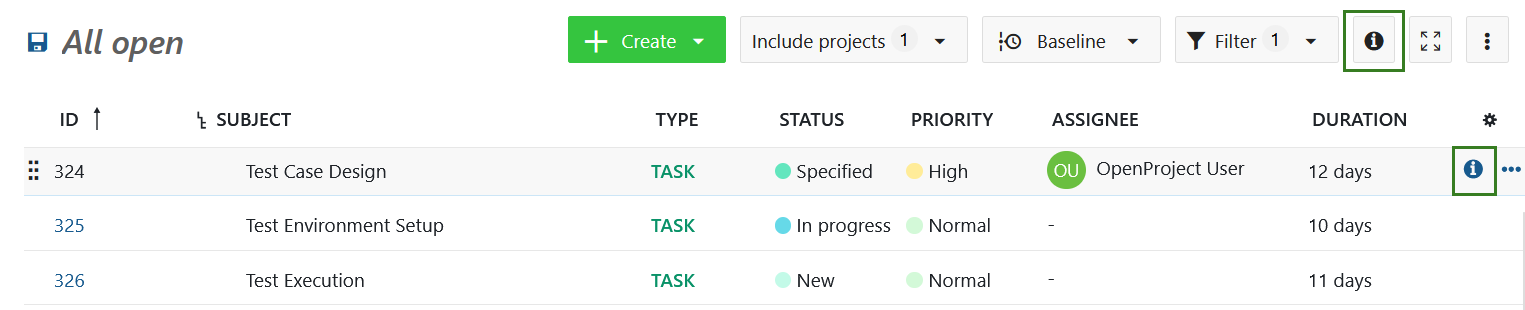 All open Create Include projects 1 Baseline Filter 1
ID SUBJECT TYPE STATUS PRIORITY ASSIGNEE DURATION
324 Test Case Design TASK Specified High OU OpenProject User 12 days
325 Test Environment Setup TASK In progress Normal - 10 days
326 Test Execution TASK New Normal - 11 days